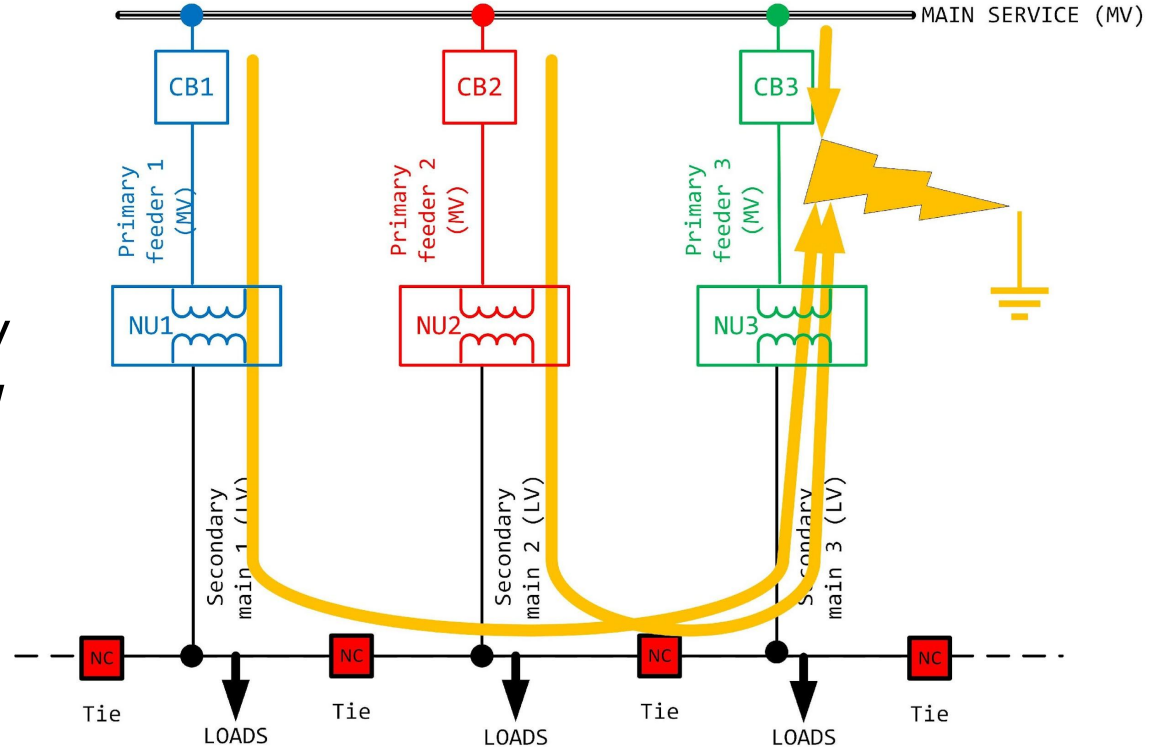 MAIN SERVICE (MV)
CB1
CB2
CB3
Primary
feeder 1
(MV)
Primary
feeder 2
(MV)
Primary
feeder 3
(MV)
NU1
NU2
NU3
Secondary
main 1 (LV)
Secondary
main 2 (LV)
Secondary
main 3 (LV)
NC
NC
NC
NC
Tie
Tie
Tie
Tie
LOADS
LOADS
LOADS